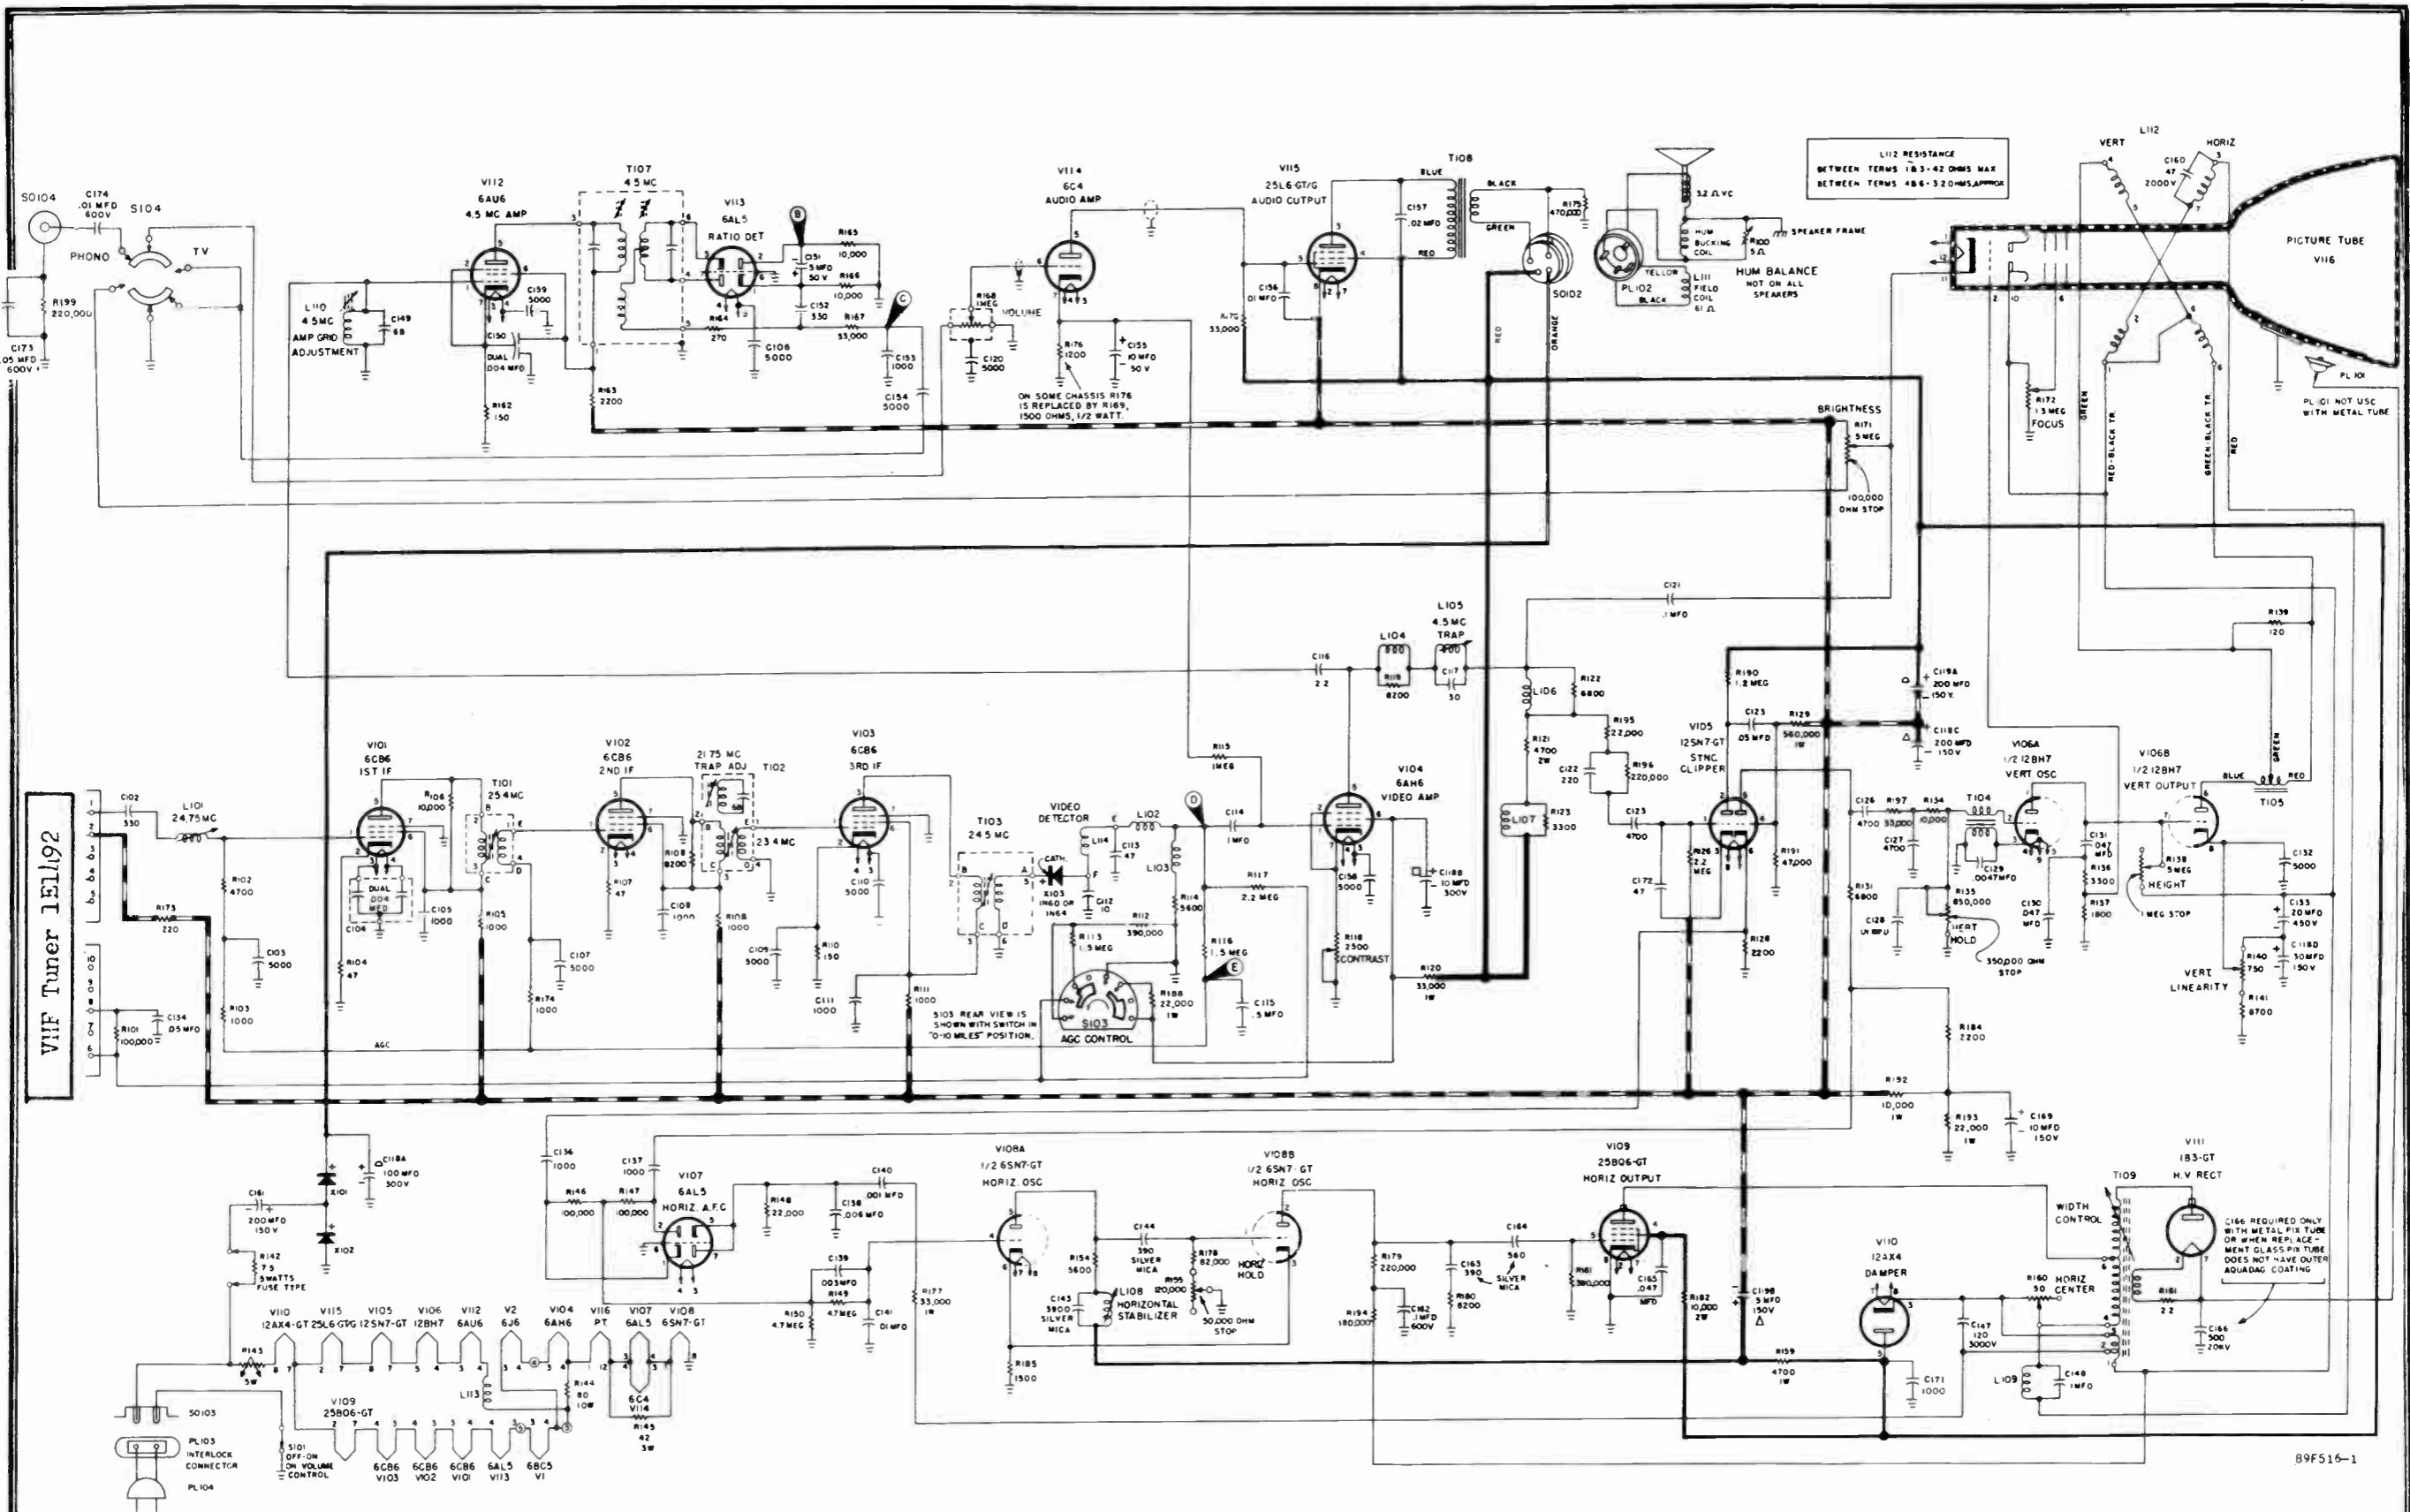 SO104
C174
.01 MFD
600V
S104
PHONO
TV
R199
C173
.05 MFD
600V
L110
4.5MC
AMP GRID
ADJUSTMENT
C149
68
V112
6AU6
4.5 MC AMP
C159
5000
C150
DUAL
.004 MFD
R162
150
T107
4.5 MC
R163
2200
V113
6AL5
RATIO DET
B
C151
5 MFD
50 V
R165
10,000
R166
10,000
C152
330
R164
270
R167
33,000
C106
5000
C
C153
1000
C154
5000
R168
1MEG
VOLUME
C120
5000
V114
6C4
AUDIO AMP
R176
1200
C155
10 MFD
50 V
ON SOME CHASSIS R176
IS REPLACED BY R169,
1500 OHMS, 1/2 WATT.
V115
25L6-GT/G
AUDIO OUTPUT
33,000
C156
.01 MFD
C157
.02 MFD
T108
BLUE
RED
BLACK
GREEN
R175
470,000
SO102
RED
ORANGE
PL102
3.2 Ω VC
HUM
BUCKING
COIL
R100
5 Ω
SPEAKER FRAME
YELLOW
BLACK
L111
FIELD
COIL
61 Ω
HUM BALANCE
NOT ON ALL
SPEAKERS
L112 RESISTANCE
BETWEEN TERMS 1&3-42 OHMS MAX
BETWEEN TERMS 4&6-3.2 OHMS APPROX
L112
VERT
HORIZ
C160
47
2000V
PICTURE TUBE
V116
PL101
PL101 NOT USE
WITH METAL TUBE
R172
1.5 MEG
FOCUS
GREEN
RED-BLACK TR.
GREEN-BLACK TR
RED
BRIGHTNESS
R171
.5 MEG
100,000
OHM STOP
C121
.1 MFD
R139
120
L104
R119
8200
L105
4.5 MC
TRAP
C117
30
C116
2.2
L106
R122
6800
R195
22,000
R121
4700
2W
C122
220
R196
220,000
L107
R123
3300
C123
4700
R190
1.2 MEG
C123
.05 MFD
R129
560,000
1W
V105
12SN7-GT
SYNC
CLIPPER
C119A
200 MFD
150 V.
C118C
200 MFD
150V
R126
2.2
MEG
C172
47
R191
47,000
R128
2200
V106A
1/2 12BH7
VERT OSC
V106B
1/2 12BH7
VERT OUTPUT
BLUE
RED
GREEN
T105
C126
4700
R197
33,000
R134
10,000
T104
C127
4700
C129
.0047MFD
R135
850,000
C128
VERT
HOLD
350,000 OHM
STOP
C130
.047
MFD
C131
.047
MFD
R136
3300
R137
1800
R138
5 MEG
HEIGHT
1 MEG STOP
C132
5000
C133
20 MFD
450V
C118D
30MFD
150V
VERT
LINEARITY
R140
750
R141
8700
R131
6800
R184
2200
R192
10,000
1W
R193
22,000
1W
C169
10 MFD
150V
VHF Tuner 1E1192
C102
330
L101
24.75MC
R173
220
R102
4700
C103
5000
R103
1000
R101
100,000
C134
.05 MFD
AGC
V101
6CB6
1ST IF
R106
10,000
T101
25.4MC
DUAL
.004
MFD
C104
R104
47
C105
1000
R105
1000
C107
5000
R174
1000
V102
6CB6
2ND IF
21.75 MC
TRAP ADJ
T102
68
23.4 MC
R107
47
R108
8200
C108
1000
R108
1000
V103
6CB6
3RD IF
C110
5000
C109
5000
R110
150
C111
1000
R111
1000
T103
24.5 MC
VIDEO
DETECTOR
CATH.
X103
IN60 OR
IN64
L114
L102
C113
47
C112
10
L103
R114
5600
R112
390,000
R113
1.5 MEG
S103
AGC CONTROL
S103 REAR VIEW IS
SHOWN WITH SWITCH IN
"0-10 MILES" POSITION.
R188
22,000
1W
D
C114
.1 MFD
R115
1MEG
R117
2.2 MEG
R116
1.5 MEG
E
C115
.5 MFD
V104
6AH6
VIDEO AMP
C158
5000
C118B
10 MFD
300V
R118
2500
CONTRAST
R120
33,000
1W
C118A
100 MFD
300V
X101
X102
C161
200 MFD
150 V
R142
7.5
5WATTS
FUSE TYPE
C136
1000
C137
1000
R146
100,000
R147
100,000
V107
6AL5
HORIZ. A.F.C
R148
22,000
C138
.006 MFD
C140
.001 MFD
C139
.003MFD
R149
4.7MEG
R150
4.7 MEG
C141
.01 MFD
R177
33,000
1W
V108A
1/2 6SN7-GT
HORIZ. OSC
V108B
1/2 6SN7-GT
HORIZ OSC
C144
390
SILVER
MICA
R154
5600
R178
82,000
HORIZ
HOLD
R155
120,000
50,000 OHM
STOP
C143
3900
SILVER
MICA
L108
HORIZONTAL
STABILIZER
R185
1500
R179
220,000
R194
180,000
C162
.1MFD
600V
C163
390
SILVER
MICA
R180
8200
C164
560
V109
25BQ6-GT
HORIZ OUTPUT
C165
.047
MFD
R182
10,000
2W
C119B
5 MFD
150V
R159
4700
1W
V110
12AX4
DAMPER
C171
1000
C147
120
3000V
R160
50
HORIZ
CENTER
L109
C148
.1MFD
WIDTH
CONTROL
T109
V111
1B3-GT
H.V. RECT
C166 REQUIRED ONLY
WITH METAL PIX TUBE
OR WHEN REPLACE-
MENT GLASS PIX TUBE
DOES NOT HAVE OUTER
AQUADAG COATING
2.2
C166
500
20KV
V110
12AX4-GT
V115
25L6-GT/G
V105
12SN7-GT
V106
12BH7
V112
6AU6
V2
6J6
V104
6AH6
V116
PT.
V107
6AL5
V108
6SN7-GT
R143
5W
L113
R144
80
10W
6C4
V114
R145
42
3W
V109
25BQ6-GT
SO103
PL103
INTERLOCK
CONNECTOR
PL104
S101
OFF-ON
ON VOLUME
CONTROL
6CB6
V103
6CB6
V102
6CB6
V101
6AL5
V113
6BC5
V1
89F516-1